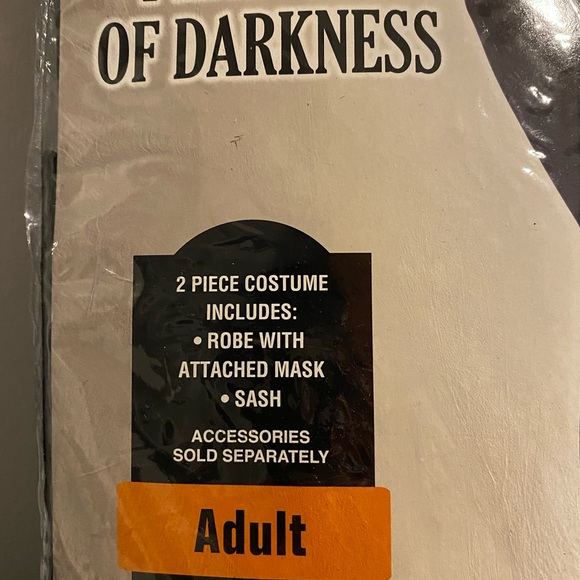 OF DARKNESS
2 PIECE COSTUME
INCLUDES:
• ROBE WITH
ATTACHED MASK
• SASH
ACCESSORIES
SOLD SEPARATELY
Adult